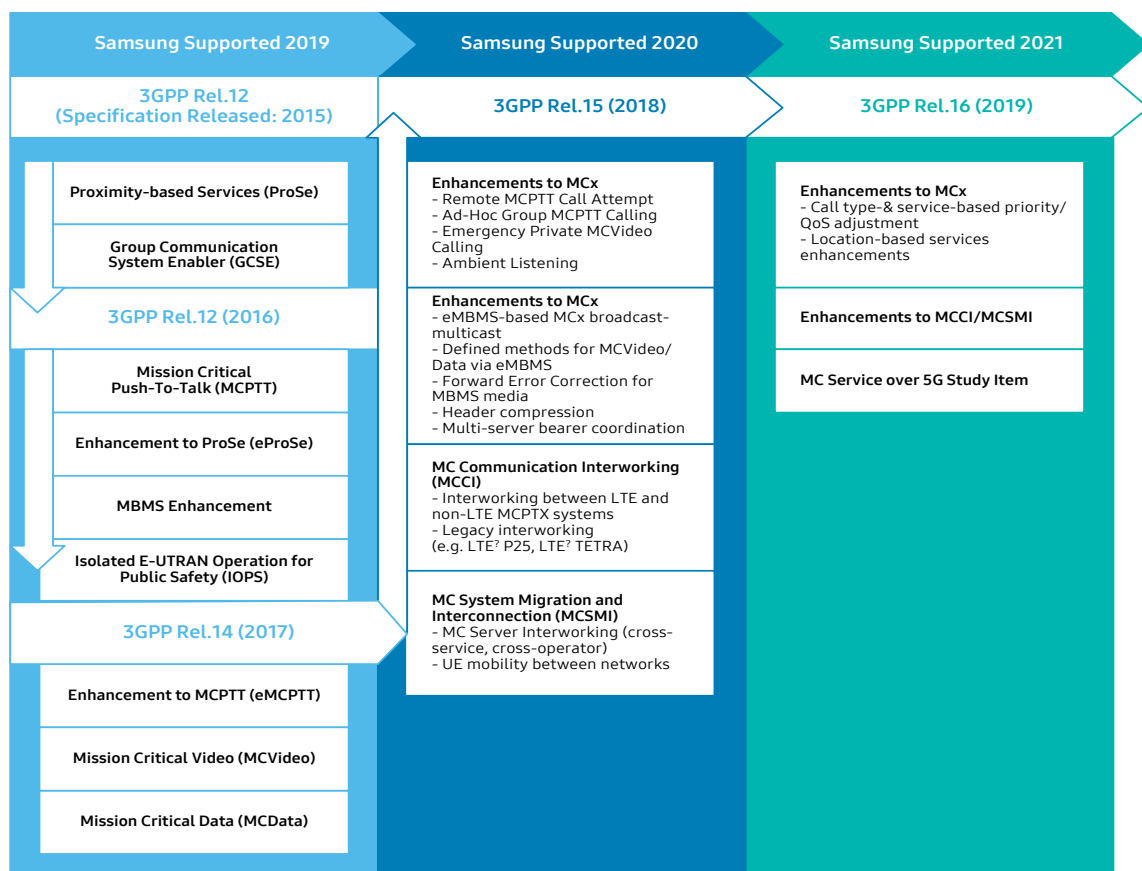 Samsung Supported 2019
3GPP Rel.12
(Specification Released: 2015)
Proximity-based Services (ProSe)
Group Communication
System Enabler (GCSE)
3GPP Rel.12 (2016)
Mission Critical
Push-To-Talk (MCPTT)
Enhancement to ProSe (eProSe)
MBMS Enhancement
Isolated E-UTRAN Operation for
Public Safety (IOPS)
3GPP Rel.14 (2017)
Enhancement to MCPTT (eMCPTT)
Mission Critical Video (MCVideo)
Mission Critical Data (MCData)
Samsung Supported 2020
3GPP Rel.15 (2018)
Enhancements to MCx
- Remote MCPTT Call Attempt
- Ad-Hoc Group MCPTT Calling
- Emergency Private MCVideo
Calling
- Ambient Listening
Enhancements to MCx
- eMBMS-based MCx broadcast-
multicast
- Defined methods for MCVideo/
Data via eMBMS
- Forward Error Correction for
MBMS media
- Header compression
- Multi-server bearer coordination
MC Communication Interworking
(MCCI)
- Interworking between LTE and
non-LTE MCPTX systems
- Legacy interworking
(e.g. LTE? P25, LTE? TETRA)
MC System Migration and
Interconnection (MCSMI)
- MC Server Interworking (cross-
service, cross-operator)
- UE mobility between networks
Samsung Supported 2021
3GPP Rel.16 (2019)
Enhancements to MCx
- Call type-& service-based priority/
QoS adjustment
- Location-based services
enhancements
Enhancements to MCCI/MCSMI
MC Service over 5G Study Item